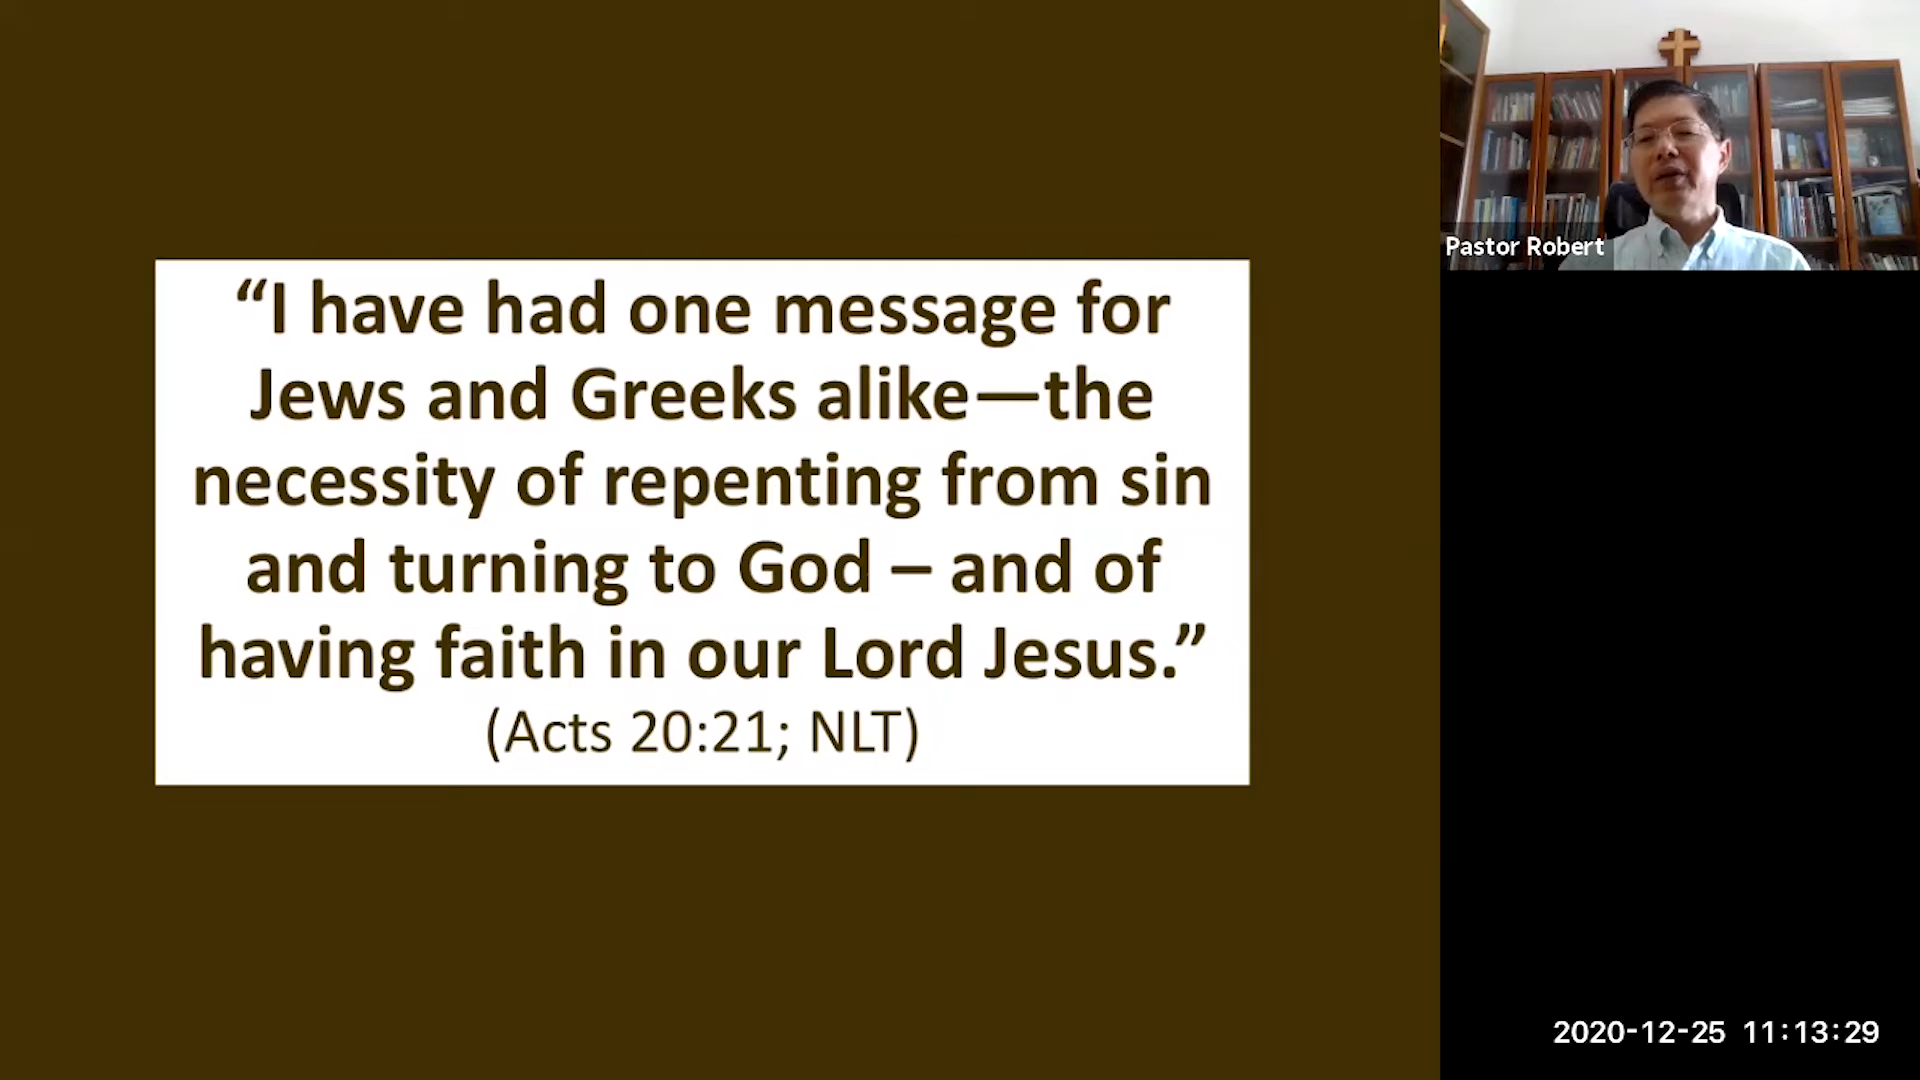 “I have had one message for
Jews and Greeks alike—the
necessity of repenting from sin
and turning to God – and of
having faith in our Lord Jesus.”
(Acts 20:21; NLT)
Pastor Robert
2020-12-25 11:13:29